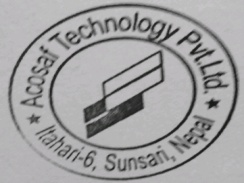 Acosaf Technology Pvt.Ltd.
Itahari-6, Sunsari, Nepal